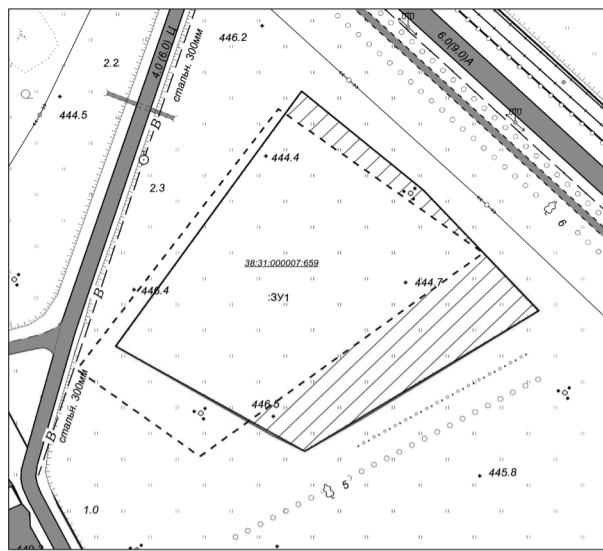 446.2
4.0 (6.0) Ц
6.0(9.0)А
2.2
стальн. 300мм
444.5
В
444.4
2.3
6
38:31:000007:659
444.7
446.4
:ЗУ1
В
446.5
стальн. 300мм
В
445.8
5
1.0